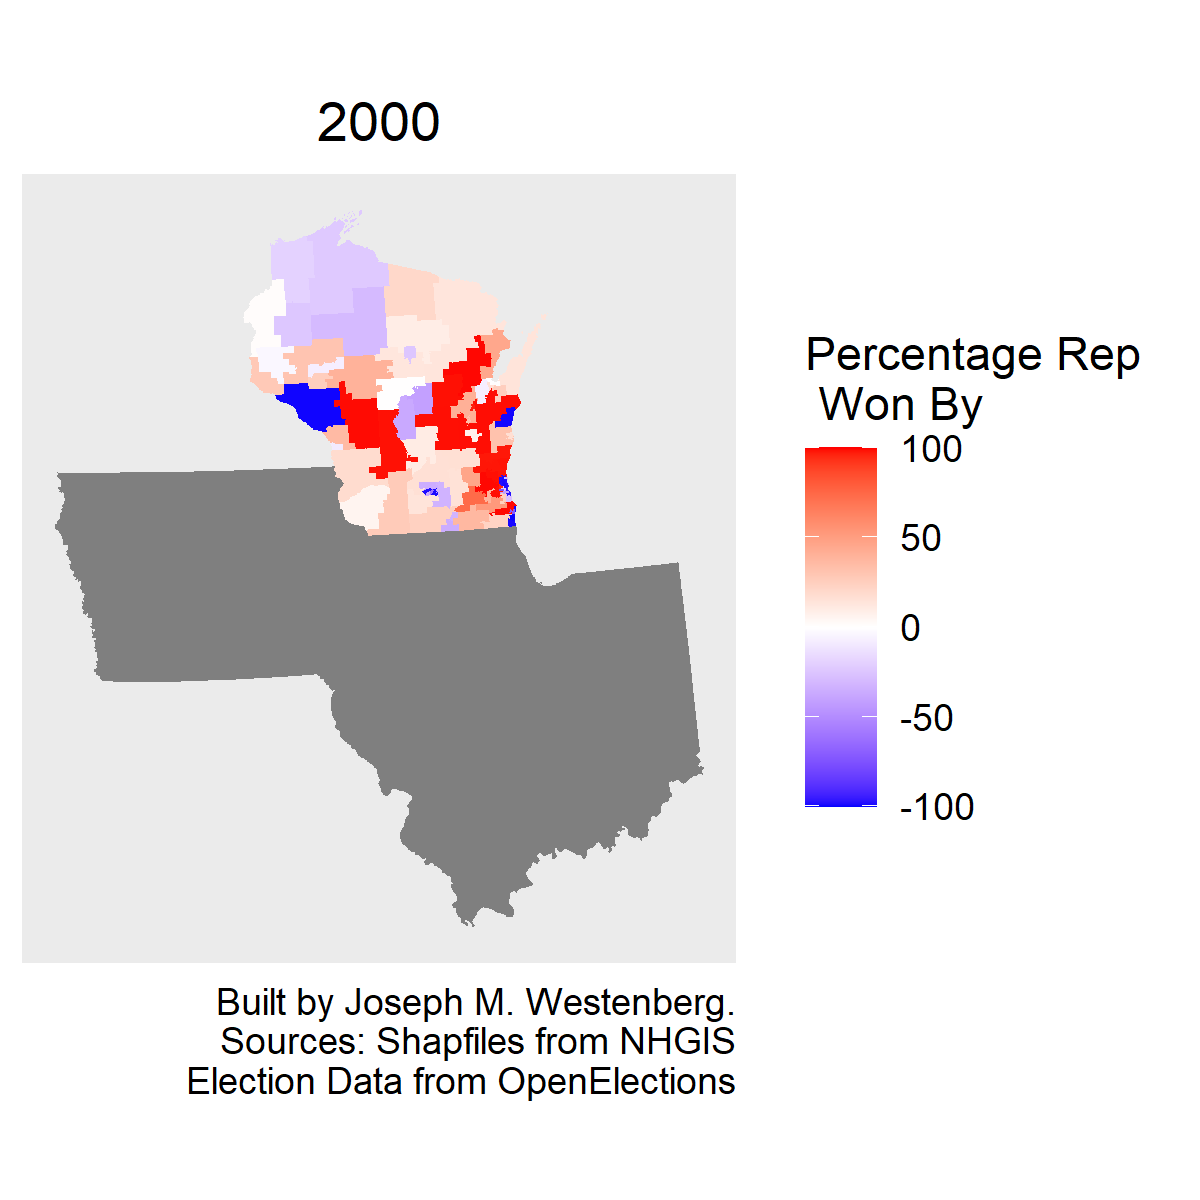 2000
Percentage Rep
Won By
100
50
0
-50
-100
Built by Joseph M. Westenberg.
Sources: Shapfiles from NHGIS
Election Data from OpenElections